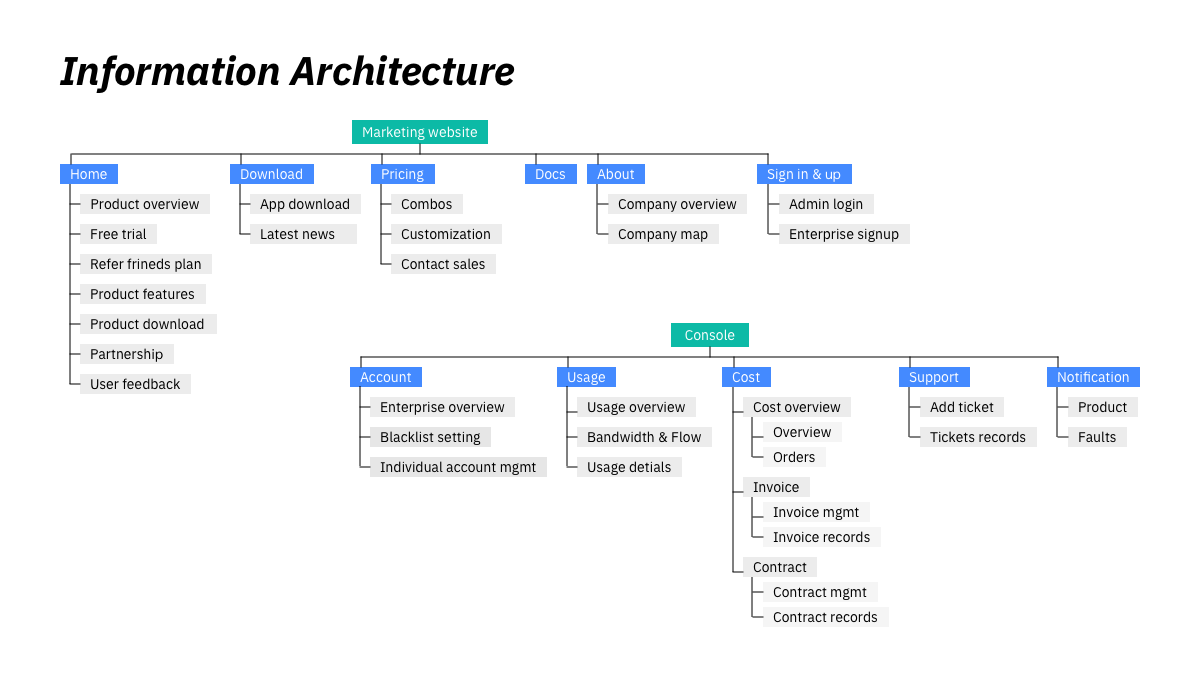 Information Architecture
Marketing website
Home
Product overview
Free trial
Refer frineds plan
Product features
Product download
Partnership
User feedback
Download
App download
Latest news
Pricing
Combos
Customization
Contact sales
Docs
About
Company overview
Company map
Sign in & up
Admin login
Enterprise signup
Console
Account
Enterprise overview
Blacklist setting
Individual account mgmt
Usage
Usage overview
Bandwidth & Flow
Usage detials
Cost
Cost overview
Overview
Orders
Invoice
Invoice mgmt
Invoice records
Contract
Contract mgmt
Contract records
Support
Add ticket
Tickets records
Notification
Product
Faults